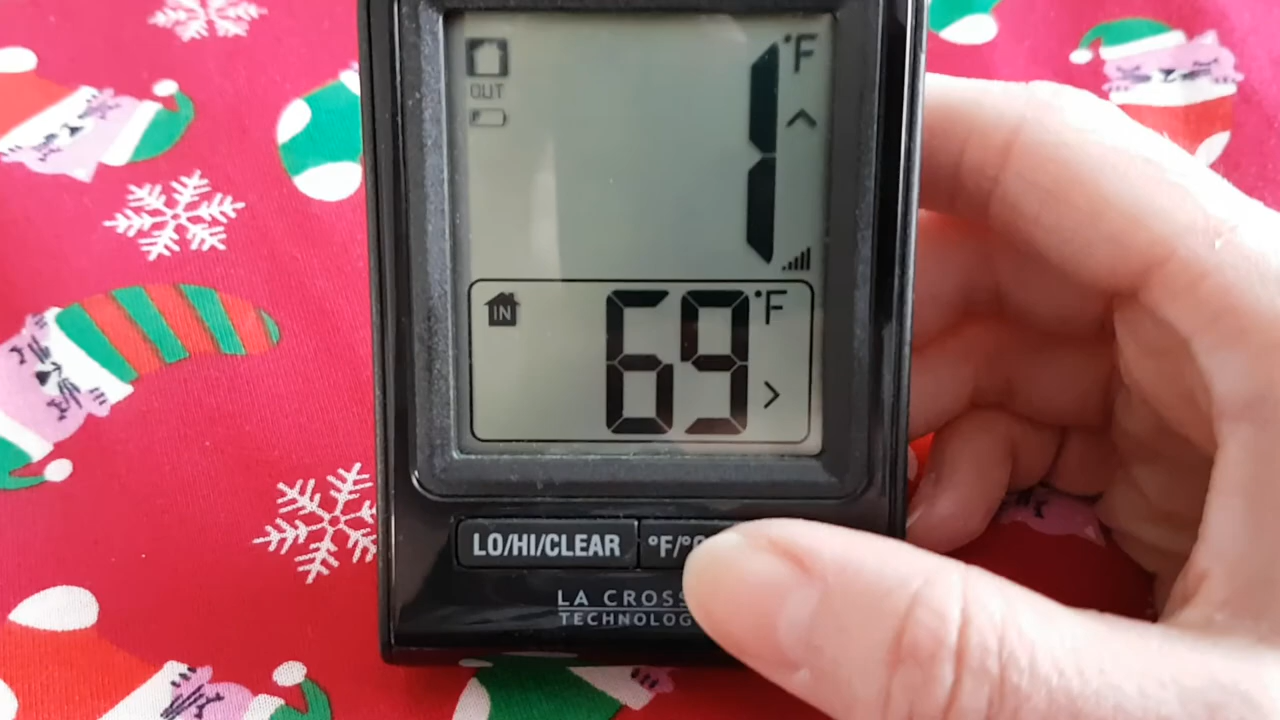 °F
OUT
1
IN
69 °F
LO/HI/CLEAR
°F/°
LA CROSS
TECHNOLOG